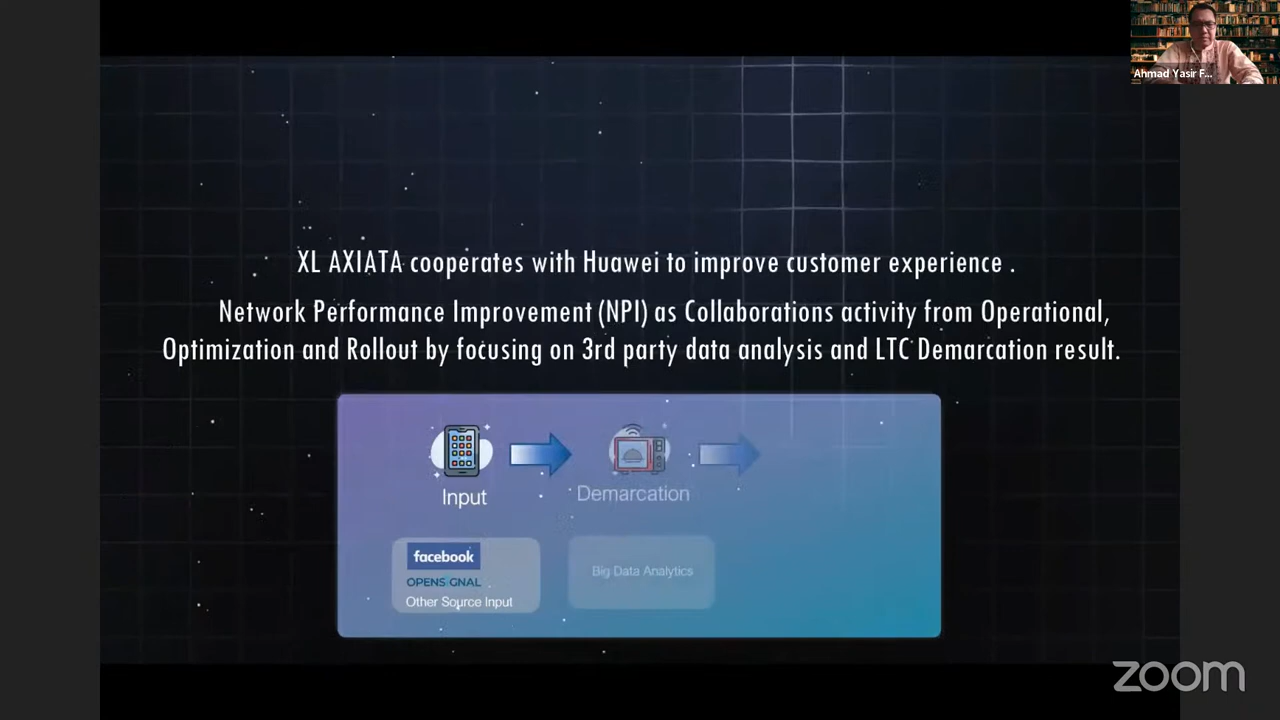 Ahmad Yasir F...
XL AXIATA cooperates with Huawei to improve customer experience .
Network Performance Improvement (NPI) as Collaborations activity from Operational,
Optimization and Rollout by focusing on 3rd party data analysis and LTC Demarcation result.
Input
Demarcation
facebook
OPENSIGNAL
Other Source Input
Big Data Analytics
zoom